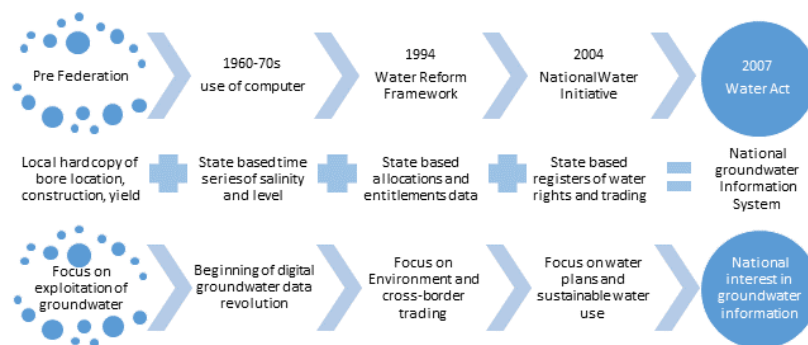 Pre Federation
1960-70s
use of computer
1994
Water Reform
Framework
2004
National Water
Initiative
2007
Water Act
Local hard copy of
bore location,
construction, yield
State based time
series of salinity
and level
State based
allocations and
entitlements data
State based
registers of water
rights and trading
National
groundwater
Information
System
Focus on
exploitation of
groundwater
Beginning of digital
groundwater data
revolution
Focus on
Environment and
cross-border
trading
Focus on water
plans and
sustainable water
use
National
interest in
groundwater
information